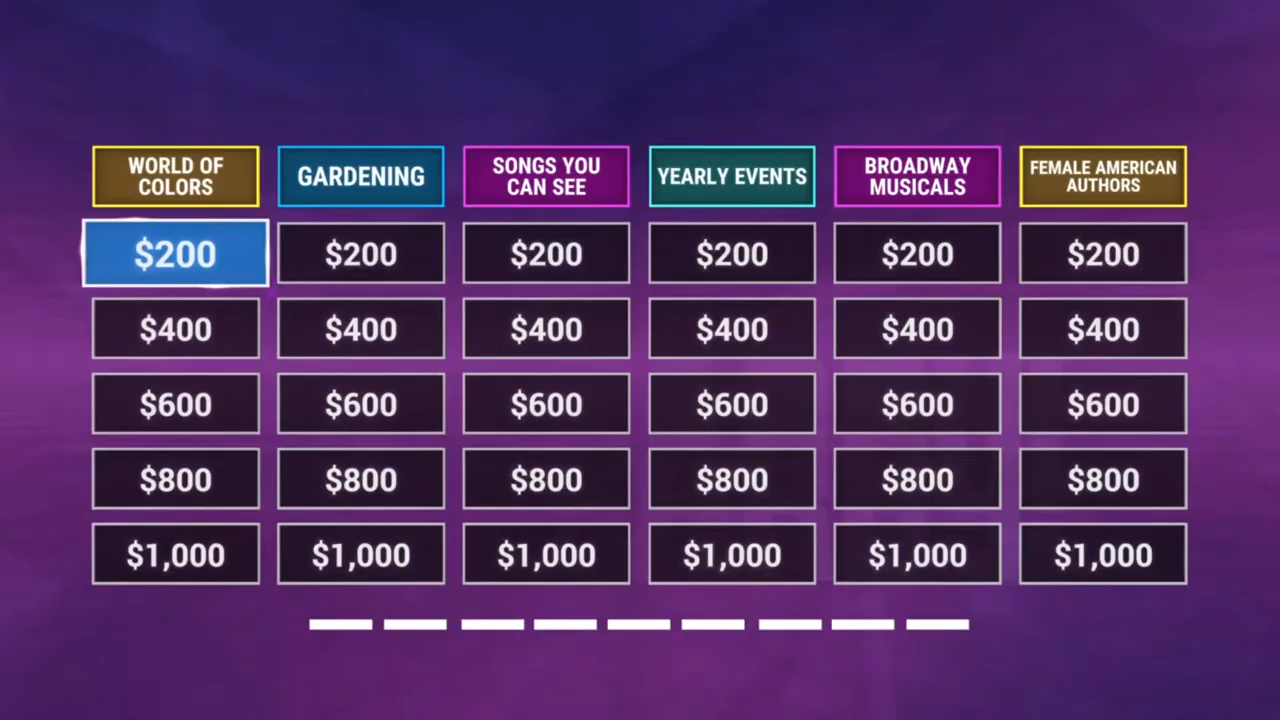 WORLD OF
COLORS
GARDENING
SONGS YOU
CAN SEE
YEARLY EVENTS
BROADWAY
MUSICALS
FEMALE AMERICAN
AUTHORS
$200 $200 $200 $200 $200 $200
$400 $400 $400 $400 $400 $400
$600 $600 $600 $600 $600 $600
$800 $800 $800 $800 $800 $800
$1,000 $1,000 $1,000 $1,000 $1,000 $1,000